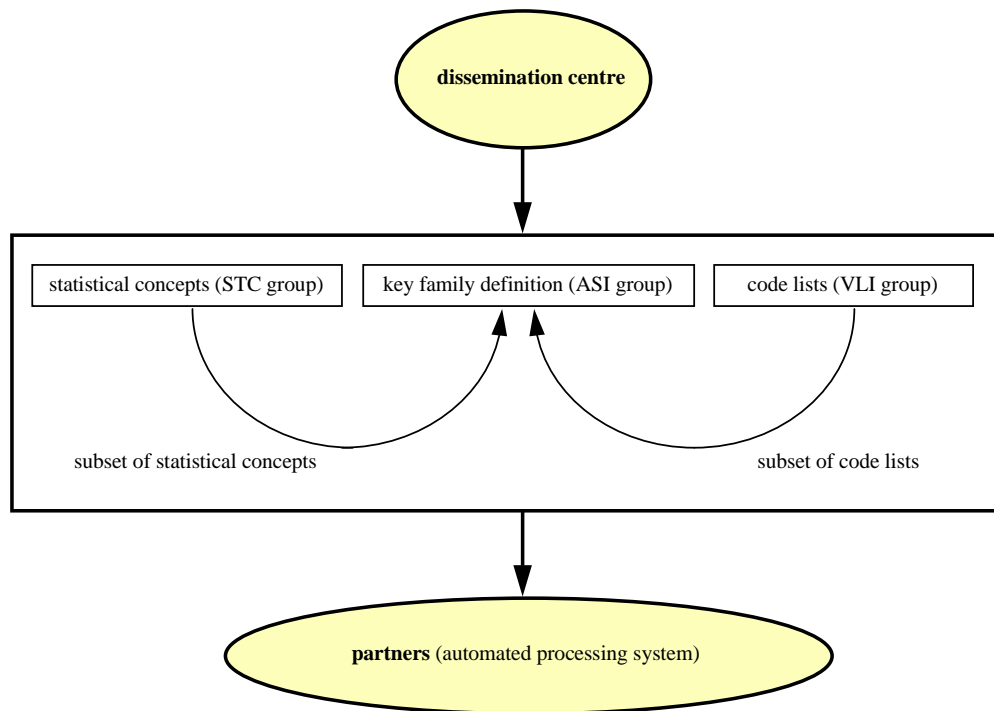 dissemination centre
statistical concepts (STC group)
key family definition (ASI group)
code lists (VLI group)
subset of statistical concepts
subset of code lists
partners (automated processing system)